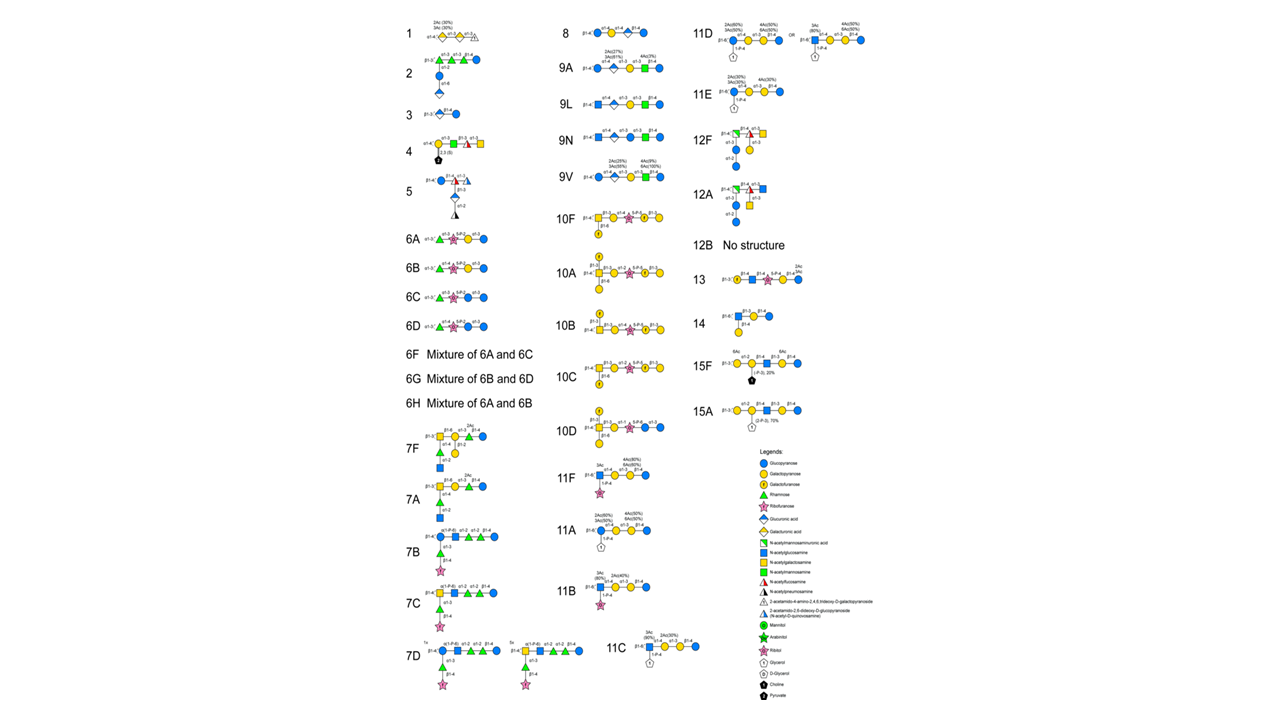 1
2Ac (30%)
3Ac (30%)
α1-4 α1-3 α1-3
2
β1-3 α1-3 α1-3 β1-4
α1-2
α1-6
3
β1-3 β1-4
4
α1-4 α1-3 β1-3 α1-3
2,3 (S)
5
β1-4 β1-4 α1-3
β1-3
α1-2
6A
α1-3 α1-3 5-P-2 α1-3
6B
α1-3 α1-4 5-P-2 α1-3
6C
α1-3 α1-3 5-P-2 α1-3
6D
α1-3 α1-4 5-P-2 α1-3
6F Mixture of 6A and 6C
6G Mixture of 6B and 6D
6H Mixture of 6A and 6B
7F
2Ac
β1-3 β1-6 α1-3 β1-4
α1-4 β1-2
α1-2
7A
2Ac
β1-3 β1-6 α1-3 β1-4
α1-4
α1-2
7B
β1-4 α(1-P-6) α1-2 α1-2 β1-4
α1-3
β1-4
7C
β1-4 α(1-P-6) α1-2 α1-2 β1-4
α1-3
β1-4
7D
β1-4 α(1-P-6) α1-2 α1-2 β1-4
α1-3
β1-4
β1-4 α(1-P-6) α1-2 α1-2 β1-4
α1-3
β1-4
8
β1-4 α1-4 α1-4 β1-4
9A
2Ac(27%)
3Ac(61%) 4Ac(3%)
β1-4 α1-4 α1-3 α1-3 β1-4
9L
β1-4 α1-4 α1-3 α1-3 β1-4
9N
β1-4 α1-4 α1-3 α1-3 β1-4
9V
2Ac(25%) 4Ac(6%)
3Ac(55%) 6Ac(100%)
β1-4 α1-4 α1-3 α1-3 β1-4
10F
β1-4 β1-3 α1-4 5-P-5 β1-3
β1-6
10A
β1-3
β1-4 β1-3 α1-2 5-P-5 β1-3
β1-6
10B
β1-3
β1-4 β1-3 α1-4 5-P-5 β1-3
10C
β1-4 β1-3 α1-2 5-P-5 β1-3
β1-6
10D
β1-3
β1-4 β1-3 α1-1 5-P-6 β1-3
β1-6
11F
3Ac
4Ac(80%)
β1-6 α1-4 α1-3 β1-4
1-P-4
11A
2Ac(60%) 4Ac(50%)
3Ac(50%) 6Ac(50%)
β1-6 α1-4 α1-3 β1-4
1-P-4
11B
3Ac
(60%) 2Ac(40%)
β1-6 α1-4 α1-3 β1-4
1-P-4
11C
3Ac
(90%) 2Ac(30%)
β1-6 α1-4 α1-3 β1-4
1-P-4
11D
2Ac(60%) 4Ac(50%)
3Ac(50%) 6Ac(50%)
β1-6 α1-4 α1-3 β1-4
1-P-4
OR
3Ac
(60%)
4Ac(50%)
6Ac(50%)
β1-6 α1-4 α1-3 β1-4
1-P-4
11E
2Ac(30%)
3Ac(30%)
4Ac(30%)
β1-6 α1-4 α1-3 β1-4
1-P-4
12F
β1-4 α1-3
α1-3 α1-3
α1-2
12A
β1-4 α1-3
α1-3 α1-3
α1-2
12B No structure
13
2Ac
3Ac
β1-3 β1-4 β1-4 5-P-4 β1-4
14
β1-6 β1-3 β1-4
β1-4
15F
6Ac 6Ac
β1-3 α1-2 β1-4 β1-3 β1-4
(-P-3), 20%
15A
β1-3 α1-2 β1-4 β1-3 β1-4
(2-P-3), 70%
Legends:
Glucopyranose
Galactopyranose
Galactofuranose
Rhamnose
Ribofuranose
Glucuronic acid
Galacturonic acid
N-acetylmannosaminuronic acid
N-acetylglucosamine
N-acetylgalactosamine
N-acetylmannosamine
N-acetylfucosamine
N-acetylpneumosamine
2-acetamido-4-amino-2,4,6,trideoxy-D-galactopyranoside
2-acetamido-2,6-dideoxy-D-glucopyranoside
(N-acetyl-D-quinovosamine)
Mannitol
Arabinitol
Ribitol
Glycerol
D-Glycerol
Choline
Pyruvate